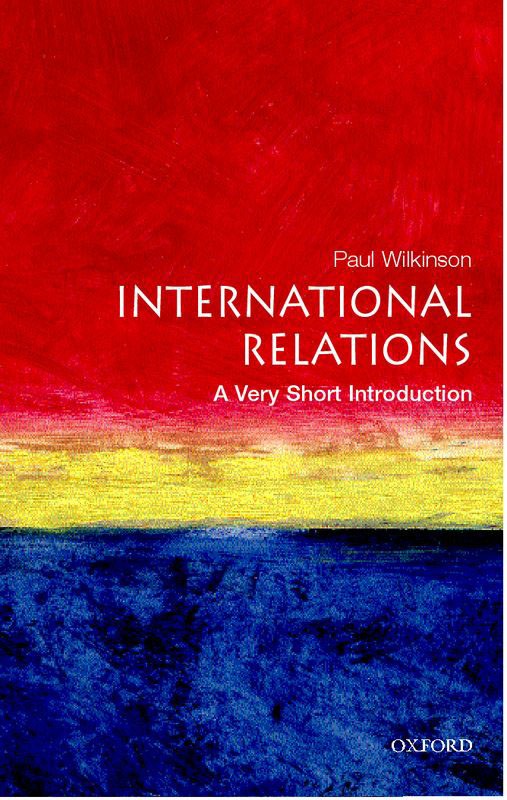 Paul Wilkinson
INTERNATIONAL
RELATIONS
A Very Short Introduction
OXFORD